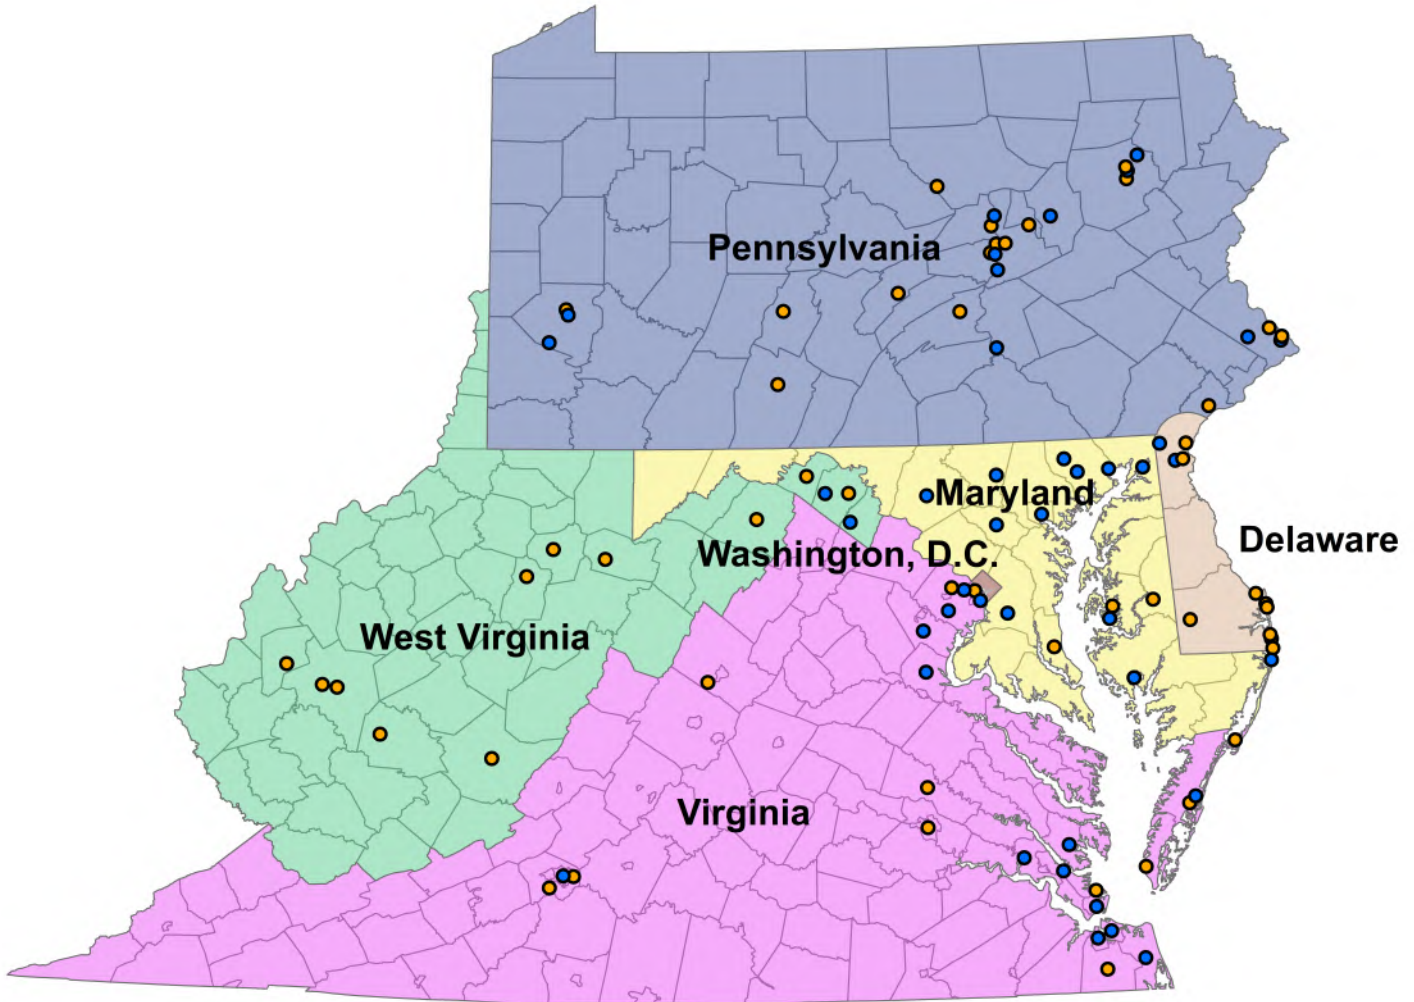 Pennsylvania
Maryland
Delaware
Washington, D.C.
West Virginia
Virginia